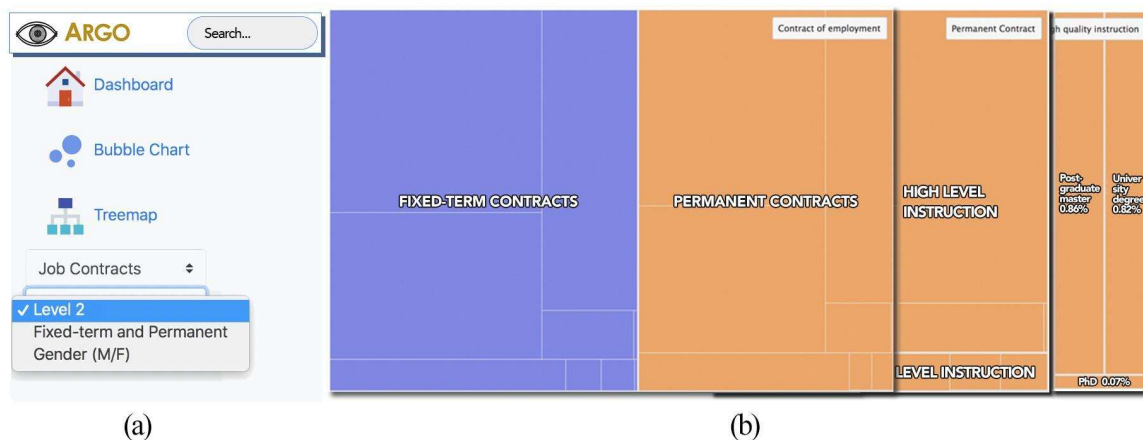 ARGO
Search...
Dashboard
Bubble Chart
Treemap
Job Contracts
✓ Level 2
Fixed-term and Permanent
Gender (M/F)
(a)
Contract of employment
Permanent Contract
quality instruction
FIXED-TERM CONTRACTS
PERMANENT CONTRACTS
HIGH LEVEL
INSTRUCTION
LEVEL INSTRUCTION
Post-
graduate
master
0.86%
Univer
sity
degree
0.82%
PhD 0.07%
(b)